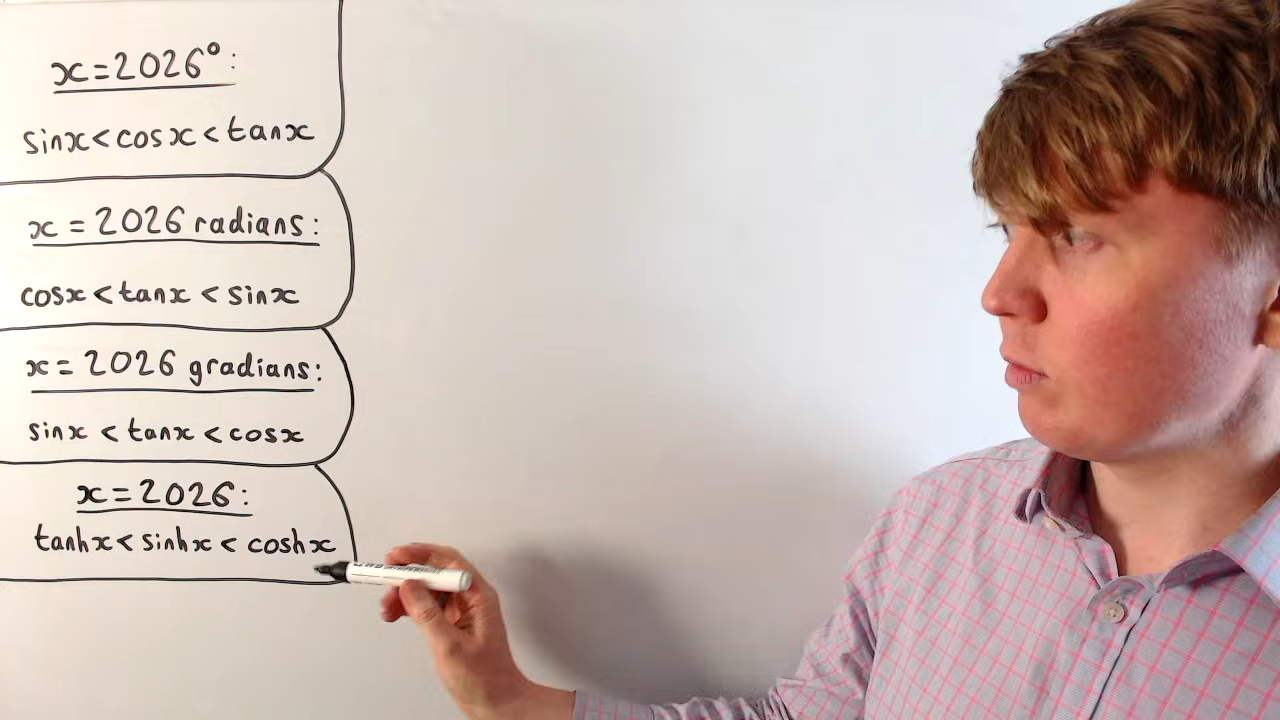 x=2026°:
sinx<cosx<tanx
x = 2026 radians:
cosx<tanx<sinx
x= 2026 gradians:
sinx <tanx<cosx
x=2026:
tanhx<sinhx< coshx